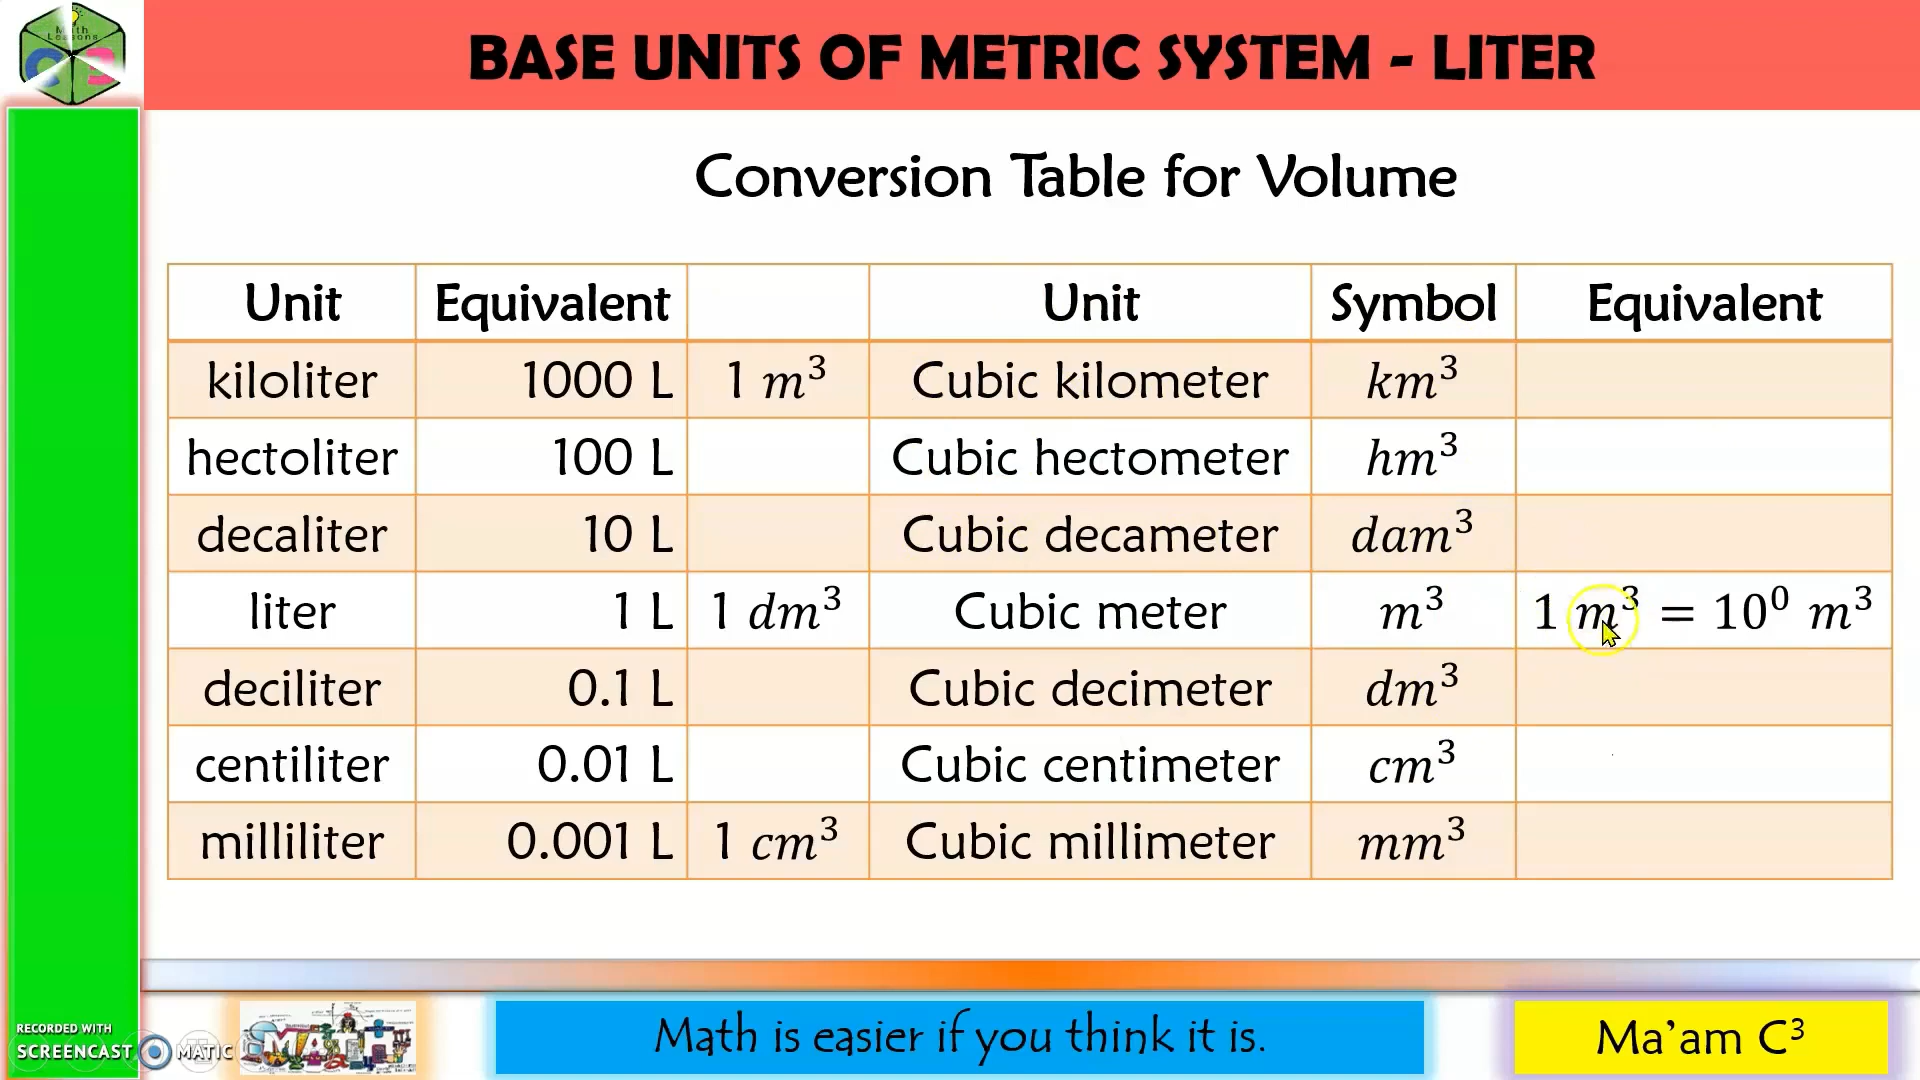 Math
Lessons
BASE UNITS OF METRIC SYSTEM - LITER
Conversion Table for Volume
Unit Equivalent Unit Symbol Equivalent
kiloliter 1000 L 1 m³ Cubic kilometer km³
hectoliter 100 L Cubic hectometer hm³
decaliter 10 L Cubic decameter dam³
liter 1 L 1 dm³ Cubic meter m³ 1 m³ = 10⁰ m³
deciliter 0.1 L Cubic decimeter dm³
centiliter 0.01 L Cubic centimeter cm³
milliliter 0.001 L 1 cm³ Cubic millimeter mm³
RECORDED WITH
SCREENCAST MATIC
MATH
Math is easier if you think it is.
Ma’am C³